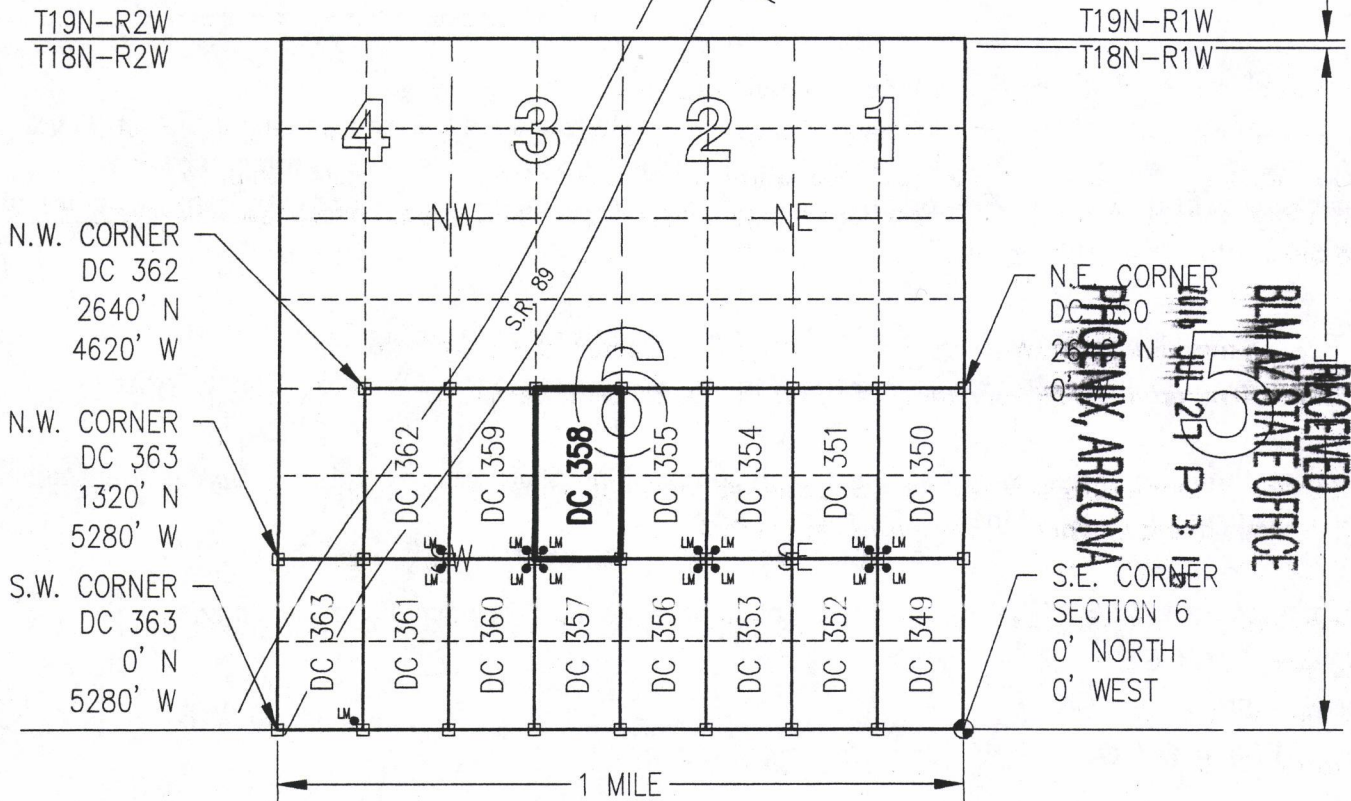 T19N-R2W
T18N-R2W
T19N-R1W
T18N-R1W
4
3
2
1
NW
NE
S.R. 89
6
N.W. CORNER
DC 362
2640' N
4620' W
N.W. CORNER
DC 363
1320' N
5280' W
S.W. CORNER
DC 363
0' N
5280' W
N.E. CORNER
N
0'
5
RECEIVED
BLM AZ STATE OFFICE
JUL 27 P 3:
PHOENIX, ARIZONA
DC 362
DC 359
DC 358
DC 355
DC 354
DC 351
DC 350
LM
LM
LM
LM
LM
LM
LM
LM
LM
LM
LM
LM
LM
LM
SE
DC 363
DC 361
DC 360
DC 357
DC 356
DC 353
DC 352
DC 349
LM
S.E. CORNER
SECTION 6
0' NORTH
0' WEST
1 MILE